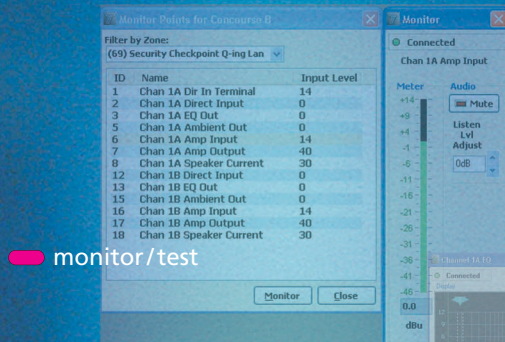 Monitor Points for Concourse B
Filter by Zone:
(69) Security Checkpoint Q-ing Lan
ID Name Input Level
1 Chan 1A Dir In Terminal 14
2 Chan 1A Direct Input 0
3 Chan 1A EQ Out 0
5 Chan 1A Ambient Out 0
6 Chan 1A Amp Input 14
7 Chan 1A Amp Output 40
8 Chan 1A Speaker Current 30
12 Chan 1B Direct Input 0
13 Chan 1B EQ Out 0
15 Chan 1B Ambient Out 0
16 Chan 1B Amp Input 14
17 Chan 1B Amp Output 40
18 Chan 1B Speaker Current 30
monitor/test
Monitor Close
Monitor
Connected
Chan 1A Amp Input
Meter Audio
+14
Mute
+9
Listen
+4
Lvl
Adjust
-1
0dB
-6
-11
-16
-21
-26
-31
-36
-41
-46
0.0
dBu
Channel 1A EQ
Connected
Display
12